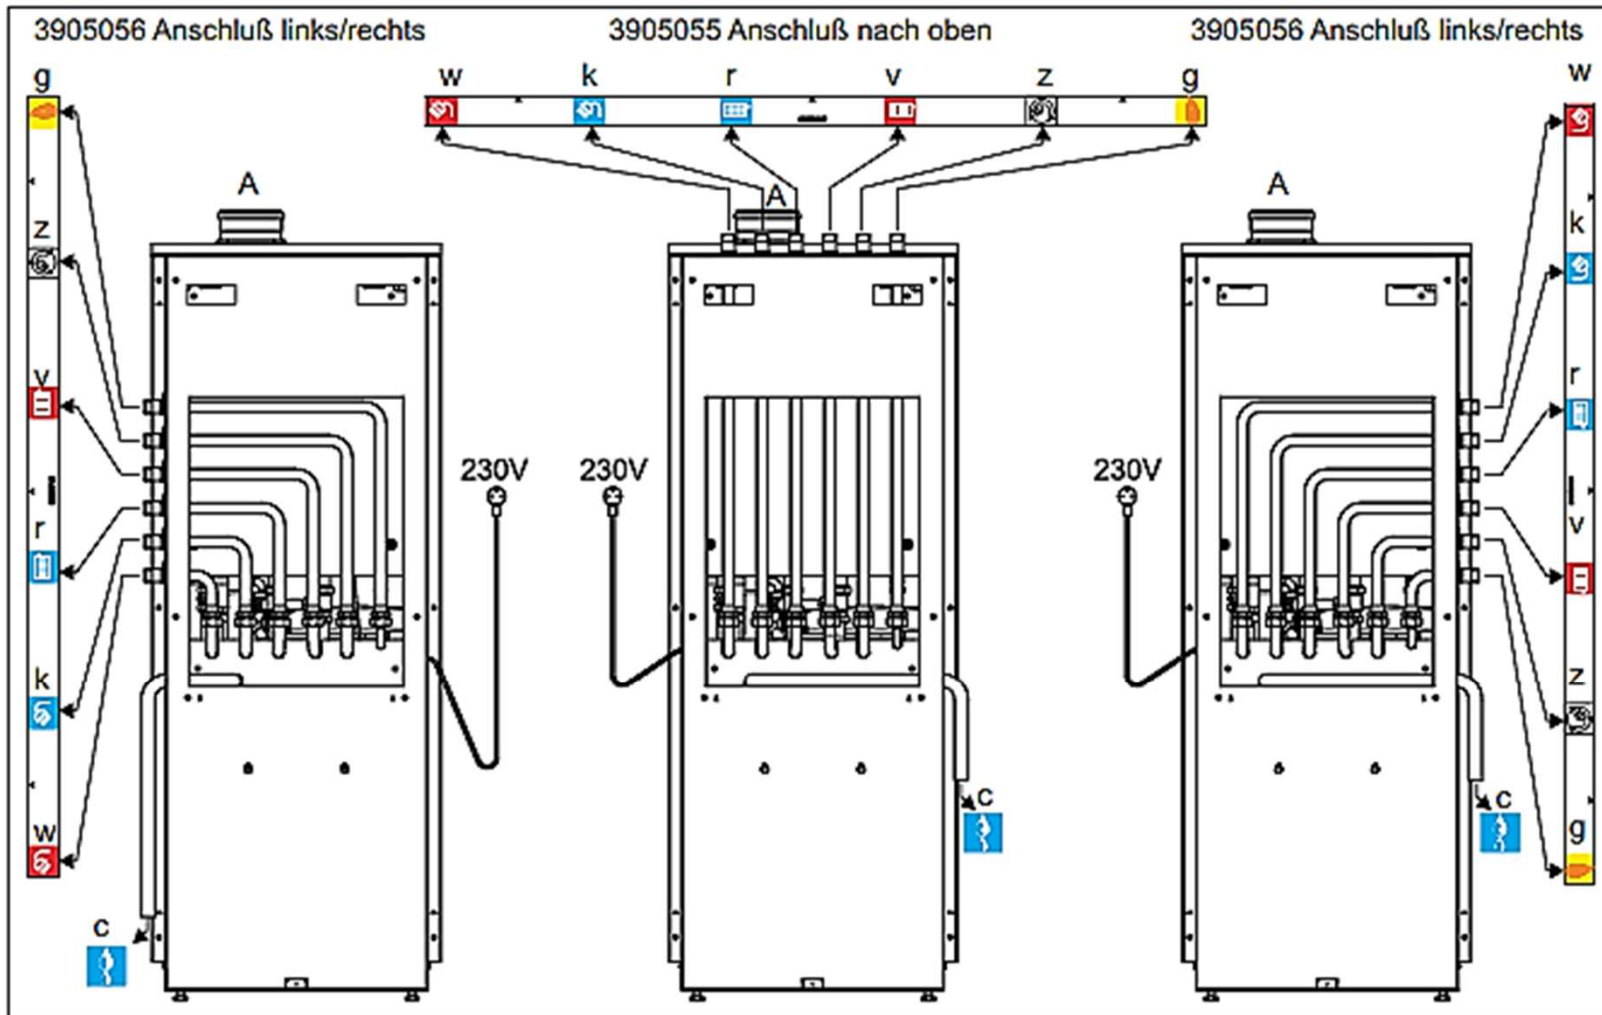 3905056 Anschluß links/rechts
3905055 Anschluß nach oben
3905056 Anschluß links/rechts
g
w
k
r
v
z
g
w
A
A
A
z
k
v
r
230V
230V
230V
r
v
k
z
c
c
w
g
c